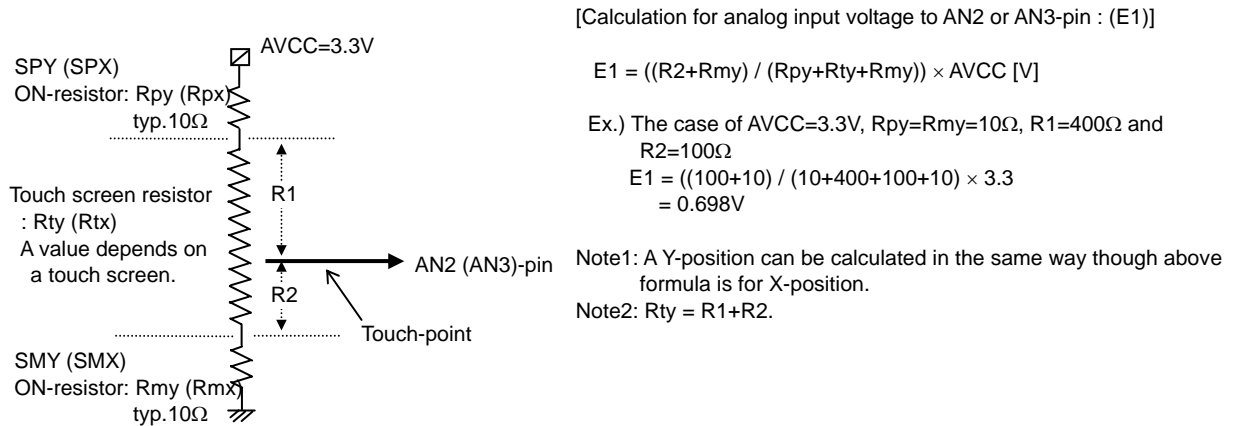 AVCC=3.3V
SPY (SPX)
ON-resistor: Rpy (Rpx)
typ.10Ω
Touch screen resistor
: Rty (Rtx)
A value depends on
a touch screen.
R1
R2
AN2 (AN3)-pin
Touch-point
SMY (SMX)
ON-resistor: Rmy (Rmx)
typ.10Ω
[Calculation for analog input voltage to AN2 or AN3-pin : (E1)]
E1 = ((R2+Rmy) / (Rpy+Rty+Rmy)) × AVCC [V]
Ex.) The case of AVCC=3.3V, Rpy=Rmy=10Ω, R1=400Ω and
R2=100Ω
E1 = ((100+10) / (10+400+100+10) × 3.3
= 0.698V
Note1: A Y-position can be calculated in the same way though above
formula is for X-position.
Note2: Rty = R1+R2.